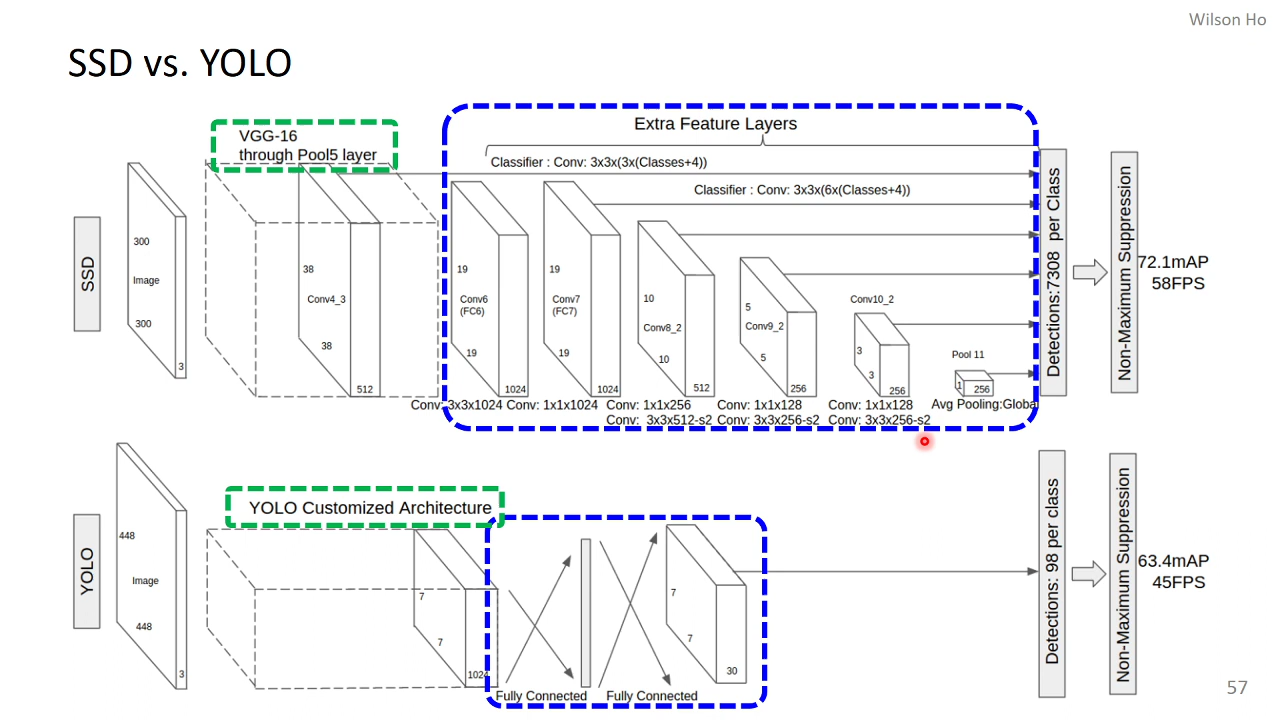 Wilson Ho
SSD vs. YOLO
VGG-16
through Pool5 layer
Extra Feature Layers
Classifier : Conv: 3x3x(3x(Classes+4))
Classifier : Conv: 3x3x(6x(Classes+4))
SSD
300
Image
300
3
38
Conv4_3
38
512
19
Conv6
(FC6)
19
1024
19
Conv7
(FC7)
19
1024
10
Conv8_2
10
512
5
Conv9_2
5
256
Conv10_2
3
3
256
Pool 11
1
256
Conv: 3x3x1024
Conv: 1x1x1024
Conv: 1x1x256
Conv: 3x3x512-s2
Conv: 1x1x128
Conv: 3x3x256-s2
Conv: 1x1x128
Conv: 3x3x256-s2
Avg Pooling:Global
Detections:7308 per Class
Non-Maximum Suppression
72.1mAP
58FPS
YOLO Customized Architecture
YOLO
448
Image
448
3
7
7
1024
Fully Connected
Fully Connected
7
7
30
Detections: 98 per class
Non-Maximum Suppression
63.4mAP
45FPS
57